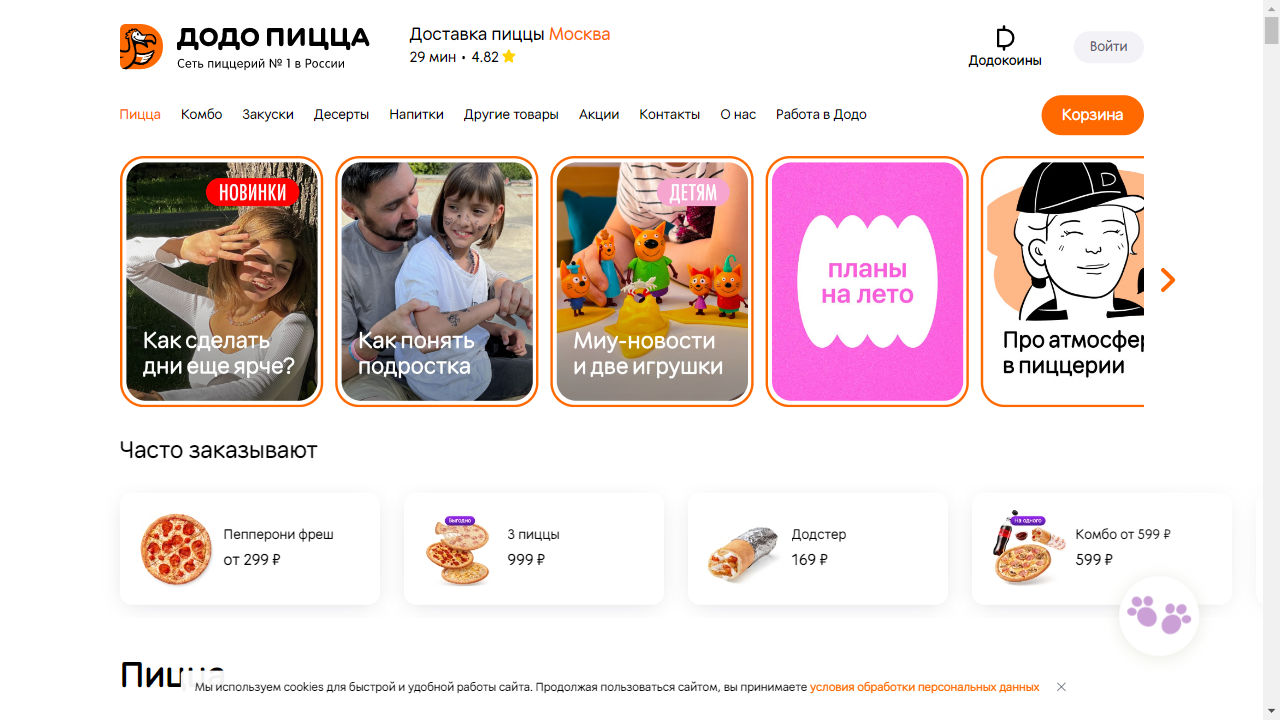 ДОДО ПИЦЦА
Сеть пиццерий № 1 в России
Доставка пиццы Москва
29 мин • 4.82
Додокоины
Войти
Пицца Комбо Закуски Десерты Напитки Другие товары Акции Контакты О нас Работа в Додо
Корзина
НОВИНКИ
Как сделать
дни еще ярче?
Как понять
подростка
ДЕТЯМ
Миу-новости
и две игрушки
планы
на лето
Про атмосфер
в пиццерии
Часто заказывают
Пепперони фреш
от 299 ₽
Выгодно
3 пиццы
999 ₽
Додстер
169 ₽
На одного
Комбо от 599 ₽
599 ₽
Пицца
Мы используем cookies для быстрой и удобной работы сайта. Продолжая пользоваться сайтом, вы принимаете условия обработки персональных данных